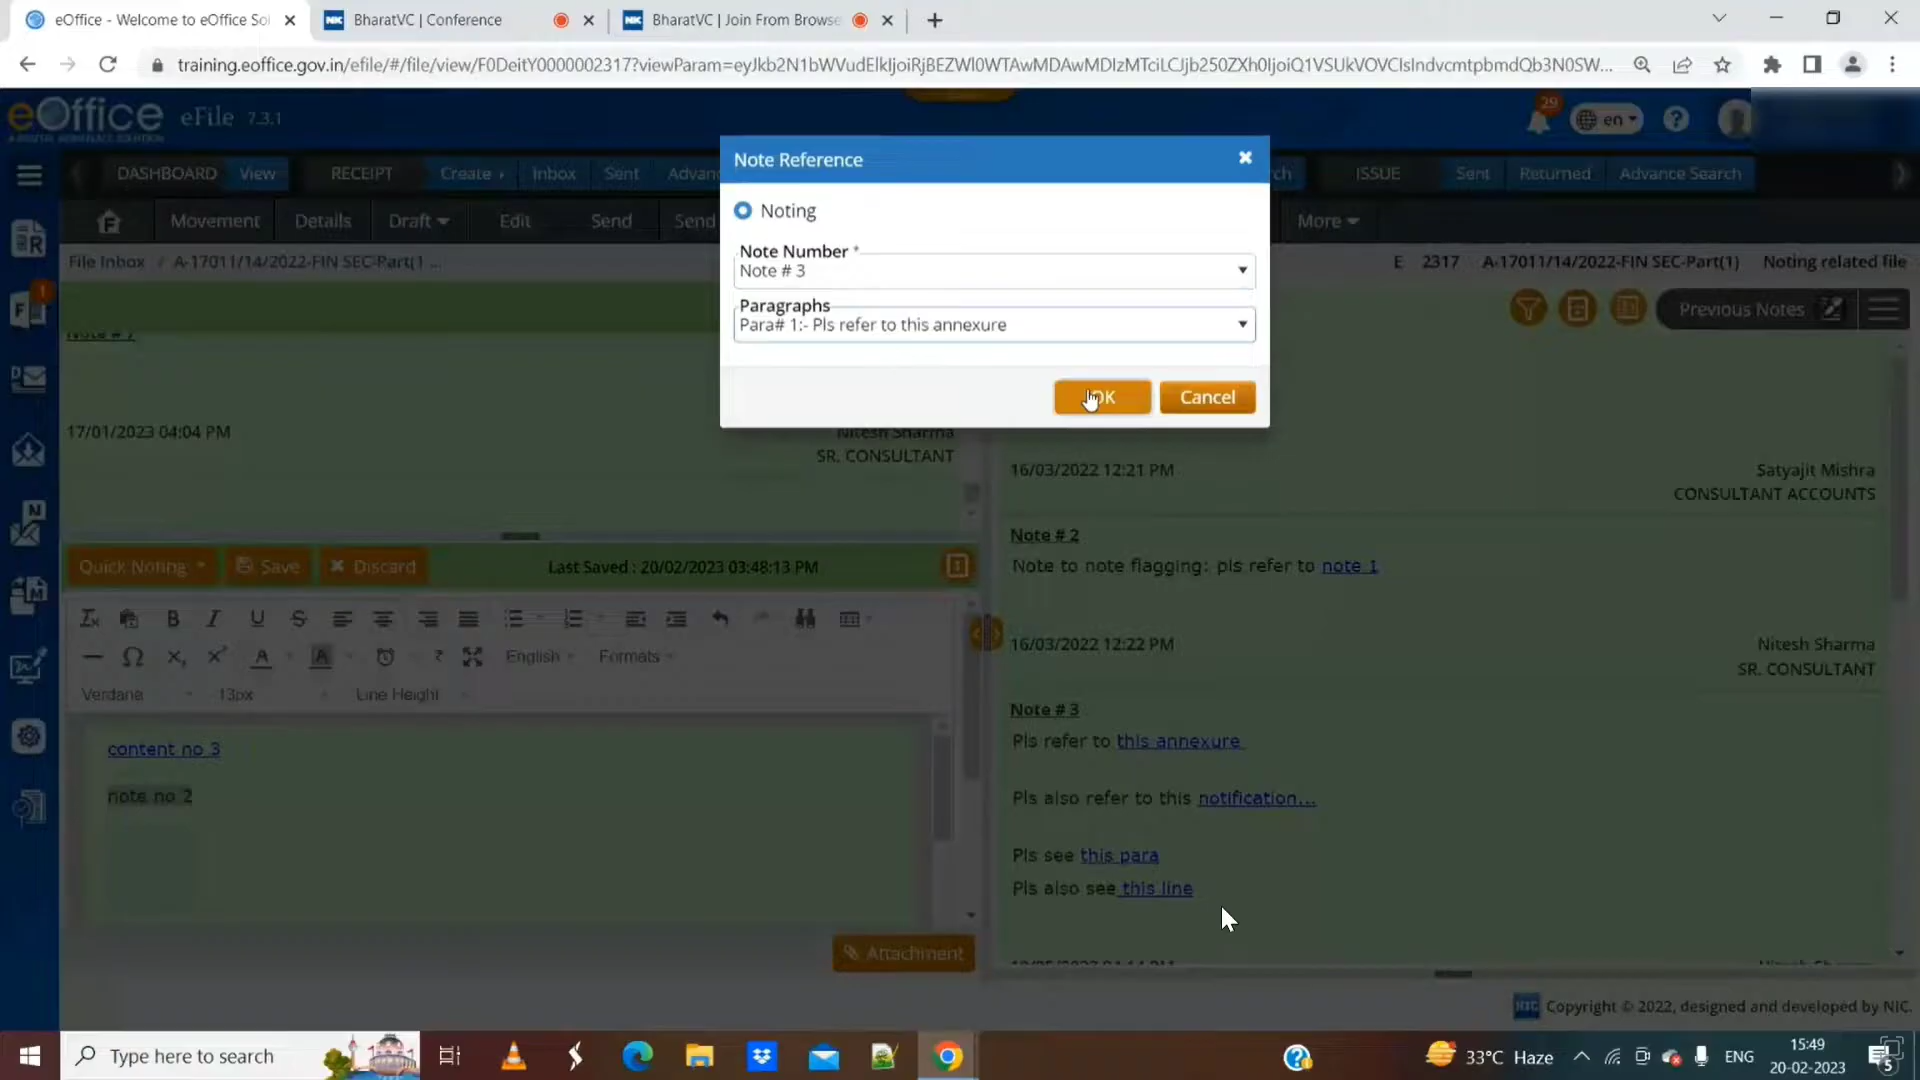 eOffice - Welcome to eOffice Sol
BharatVC | Conference
BharatVC | Join From Browse
training.eoffice.gov.in/efile/#/file/view/F0DeitY0000002317?viewParam=
eOffice
eFile 7.3.1
29
en
DASHBOARD View RECEIPT Create Inbox Sent Advan
ch ISSUE Sent Returned Advance Search
Movement Details Draft Edit Send Send
More
File Inbox / A-17011/14/2022-FIN SEC-Part(1 ...
E 2317 A-17011/14/2022-FIN SEC-Part(1) Noting related file
Previous Notes
Note Reference
Noting
Note Number *
Note # 3
Paragraphs
Para# 1:- Pls refer to this annexure
OK Cancel
17/01/2023 04:04 PM
Nitesh Sharma
SR. CONSULTANT
Quick Noting Save Discard Last Saved : 20/02/2023 03:48:13 PM
English Formats
Verdana 13px Line Height
content no 3
note no 2
Attachment
16/03/2022 12:21 PM Satyajit Mishra
CONSULTANT ACCOUNTS
Note # 2
Note to note flagging: pls refer to note 1
16/03/2022 12:22 PM Nitesh Sharma
SR. CONSULTANT
Note # 3
Pls refer to this annexure
Pls also refer to this notification...
Pls see this para
Pls also see this line
NIC Copyright © 2022, designed and developed by NIC.
Type here to search
33°C Haze
ENG
15:49
20-02-2023
5